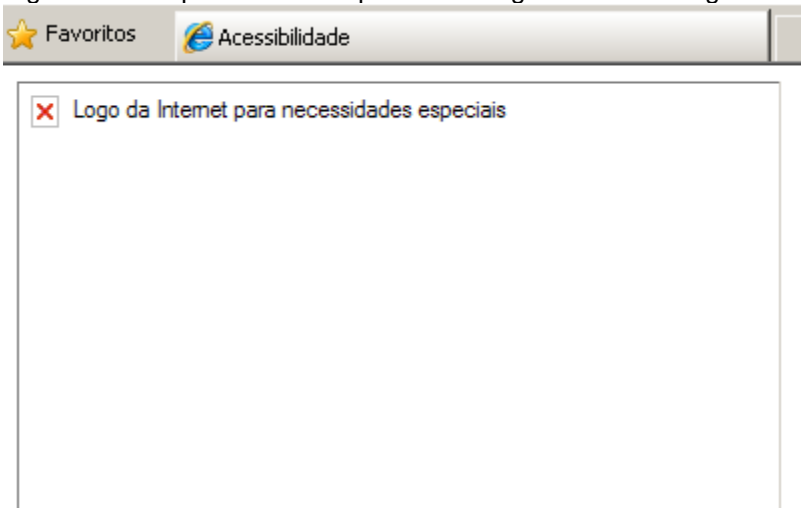 Favoritos
Acessibilidade
Logo da Internet para necessidades especiais